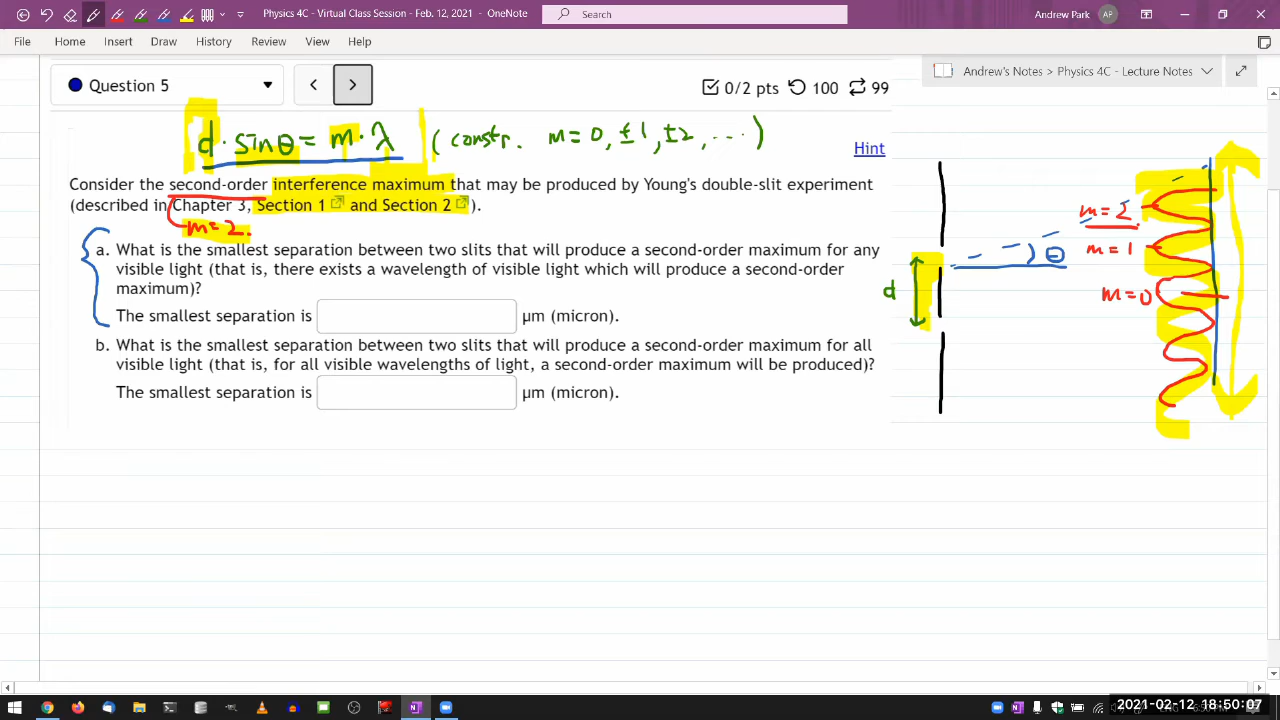 Physics 4C - Virtual Class Session - Feb. 12, 2021 - OneNote
Search
Andrew Park AP
File Home Insert Draw History Review View Help
Question 5
0/2 pts 100 99
Andrew's Notes > Physics 4C - Lecture Notes
d · sinθ = m · λ (constr. m = 0, ±1, ±2, ...)
Hint
Consider the second-order interference maximum that may be produced by Young's double-slit experiment
(described in Chapter 3, Section 1 and Section 2).
m = 2.
a. What is the smallest separation between two slits that will produce a second-order maximum for any
visible light (that is, there exists a wavelength of visible light which will produce a second-order
maximum)?
The smallest separation is μm (micron).
b. What is the smallest separation between two slits that will produce a second-order maximum for all
visible light (that is, for all visible wavelengths of light, a second-order maximum will be produced)?
The smallest separation is μm (micron).
m = 2
m = 1
θ
m = 0
d
2021-02-12 18:50:07